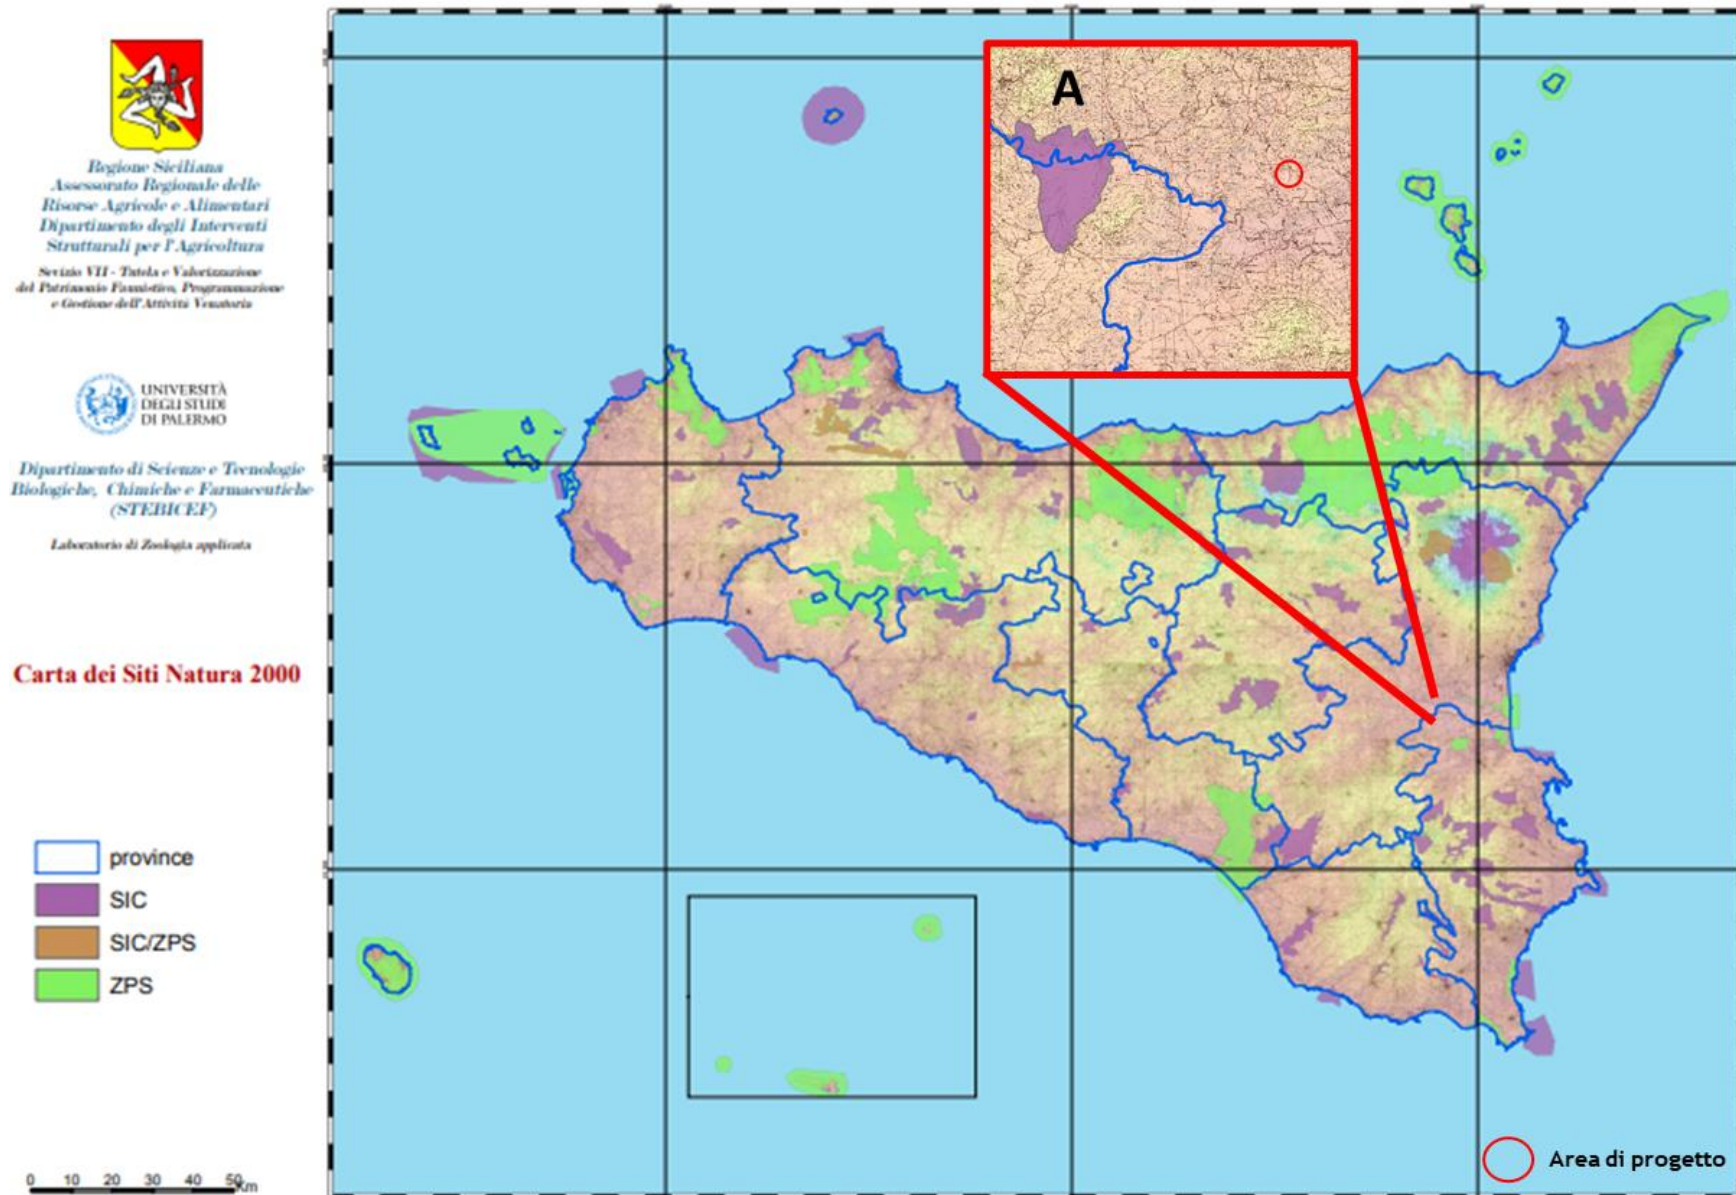 Regione Siciliana
Assessorato Regionale delle
Risorse Agricole e Alimentari
Dipartimento degli Interventi
Strutturali per l'Agricoltura
Sevizio VII - Tutela e Valorizzazione
del Patrimonio Faunistico, Programmazione
e Gestione dell'Attività Venatoria
UNIVERSITÀ
DEGLI STUDI
DI PALERMO
Dipartimento di Scienze e Tecnologie
Biologiche, Chimiche e Farmaceutiche
(STEBICEF)
Laboratorio di Zoologia applicata
Carta dei Siti Natura 2000
province
SIC
SIC/ZPS
ZPS
0 10 20 30 40 50 Km
A
Area di progetto